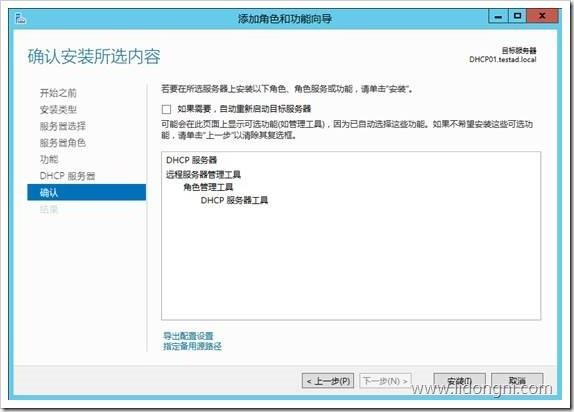 添加角色和功能向导
确认安装所选内容
目标服务器
DHCP01.testad.local
开始之前
安装类型
服务器选择
服务器角色
功能
DHCP 服务器
确认
结果
若要在所选服务器上安装以下角色、角色服务或功能，请单击"安装"。
如果需要，自动重新启动目标服务器
可能会在此页面上显示可选功能(如管理工具)，因为已自动选择这些功能。如果不希望安装这些可选功
能，请单击"上一步"以清除其复选框。
DHCP 服务器
远程服务器管理工具
角色管理工具
DHCP 服务器工具
导出配置设置
指定备用源路径
< 上一步(P)
下一步(N) >
安装(I)
取消
www.lidongni.com